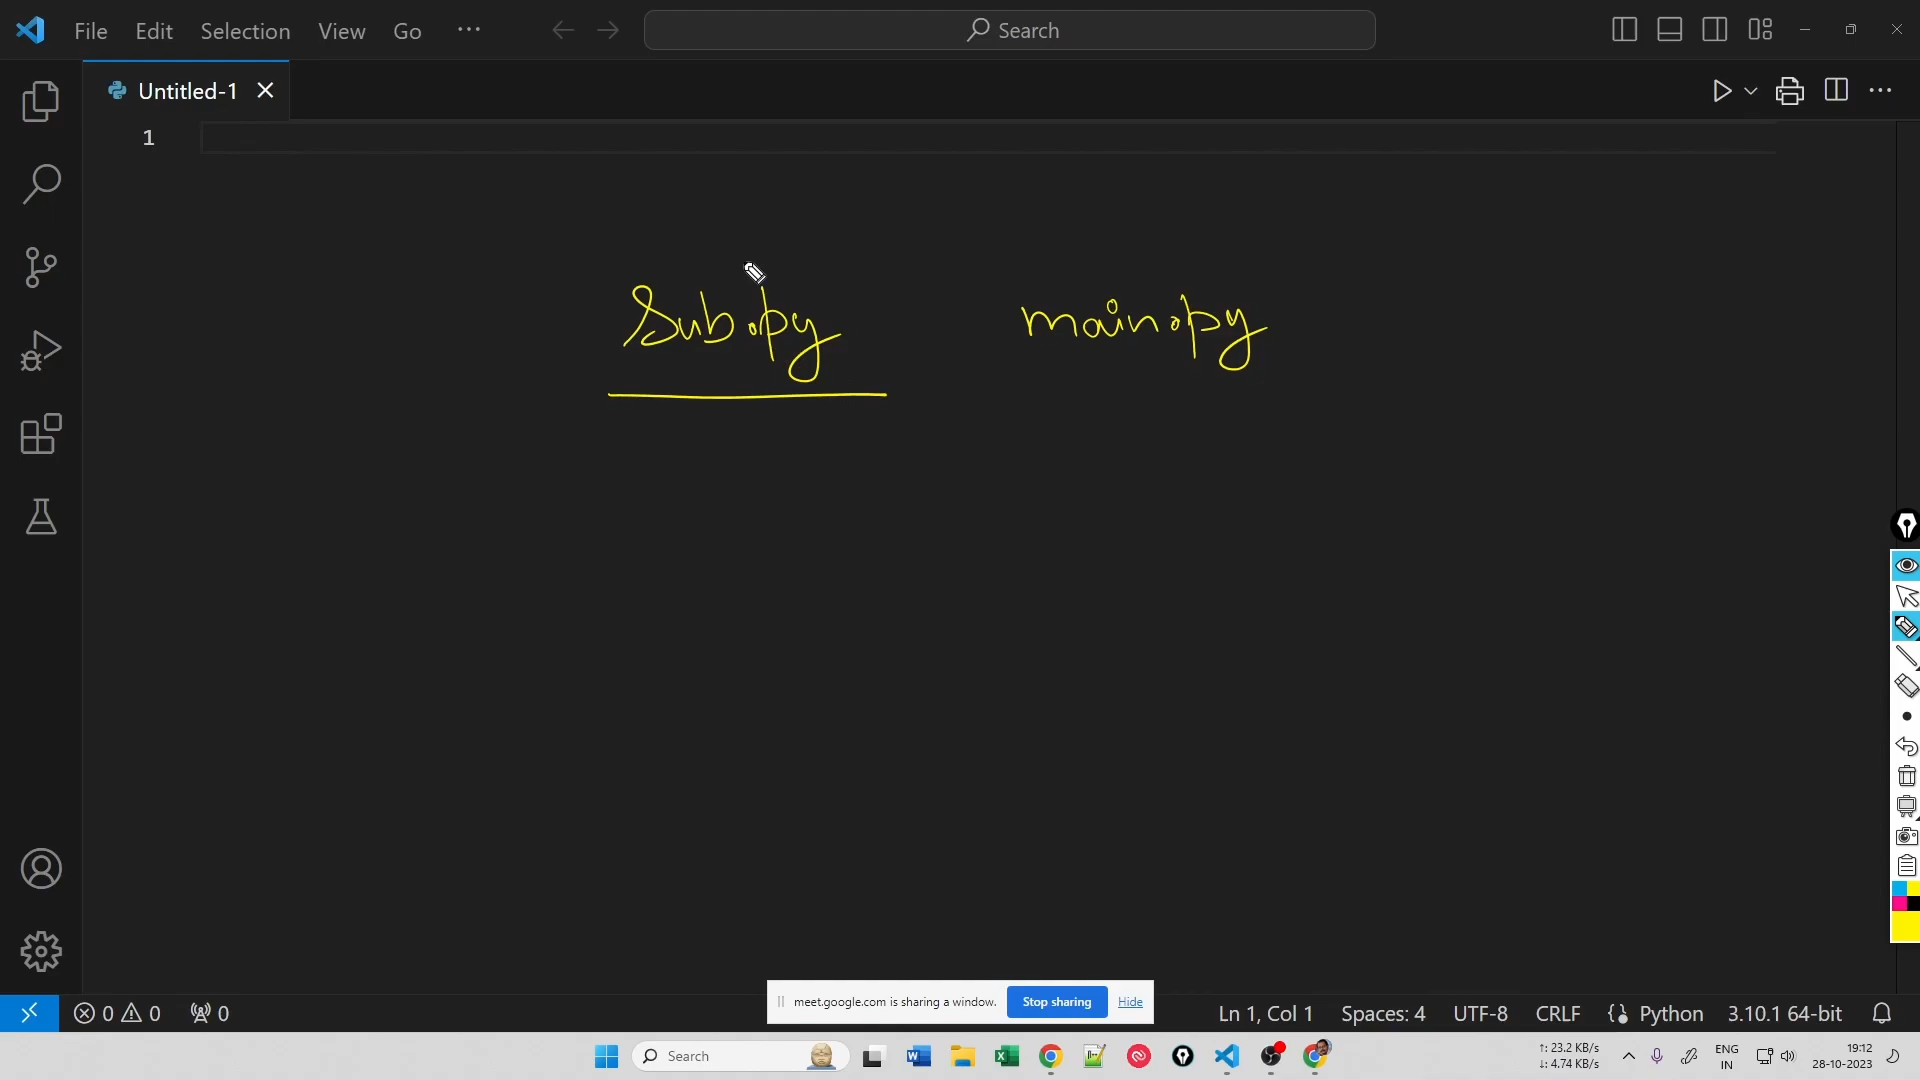 File Edit Selection View Go ... Search
Untitled-1
1
Sub.py main.py
meet.google.com is sharing a window. Stop sharing Hide
0 0 0 Ln 1, Col 1 Spaces: 4 UTF-8 CRLF Python 3.10.1 64-bit
Search ↑: 23.2 KB/s ENG 19:12
↓: 4.74 KB/s IN 28-10-2023